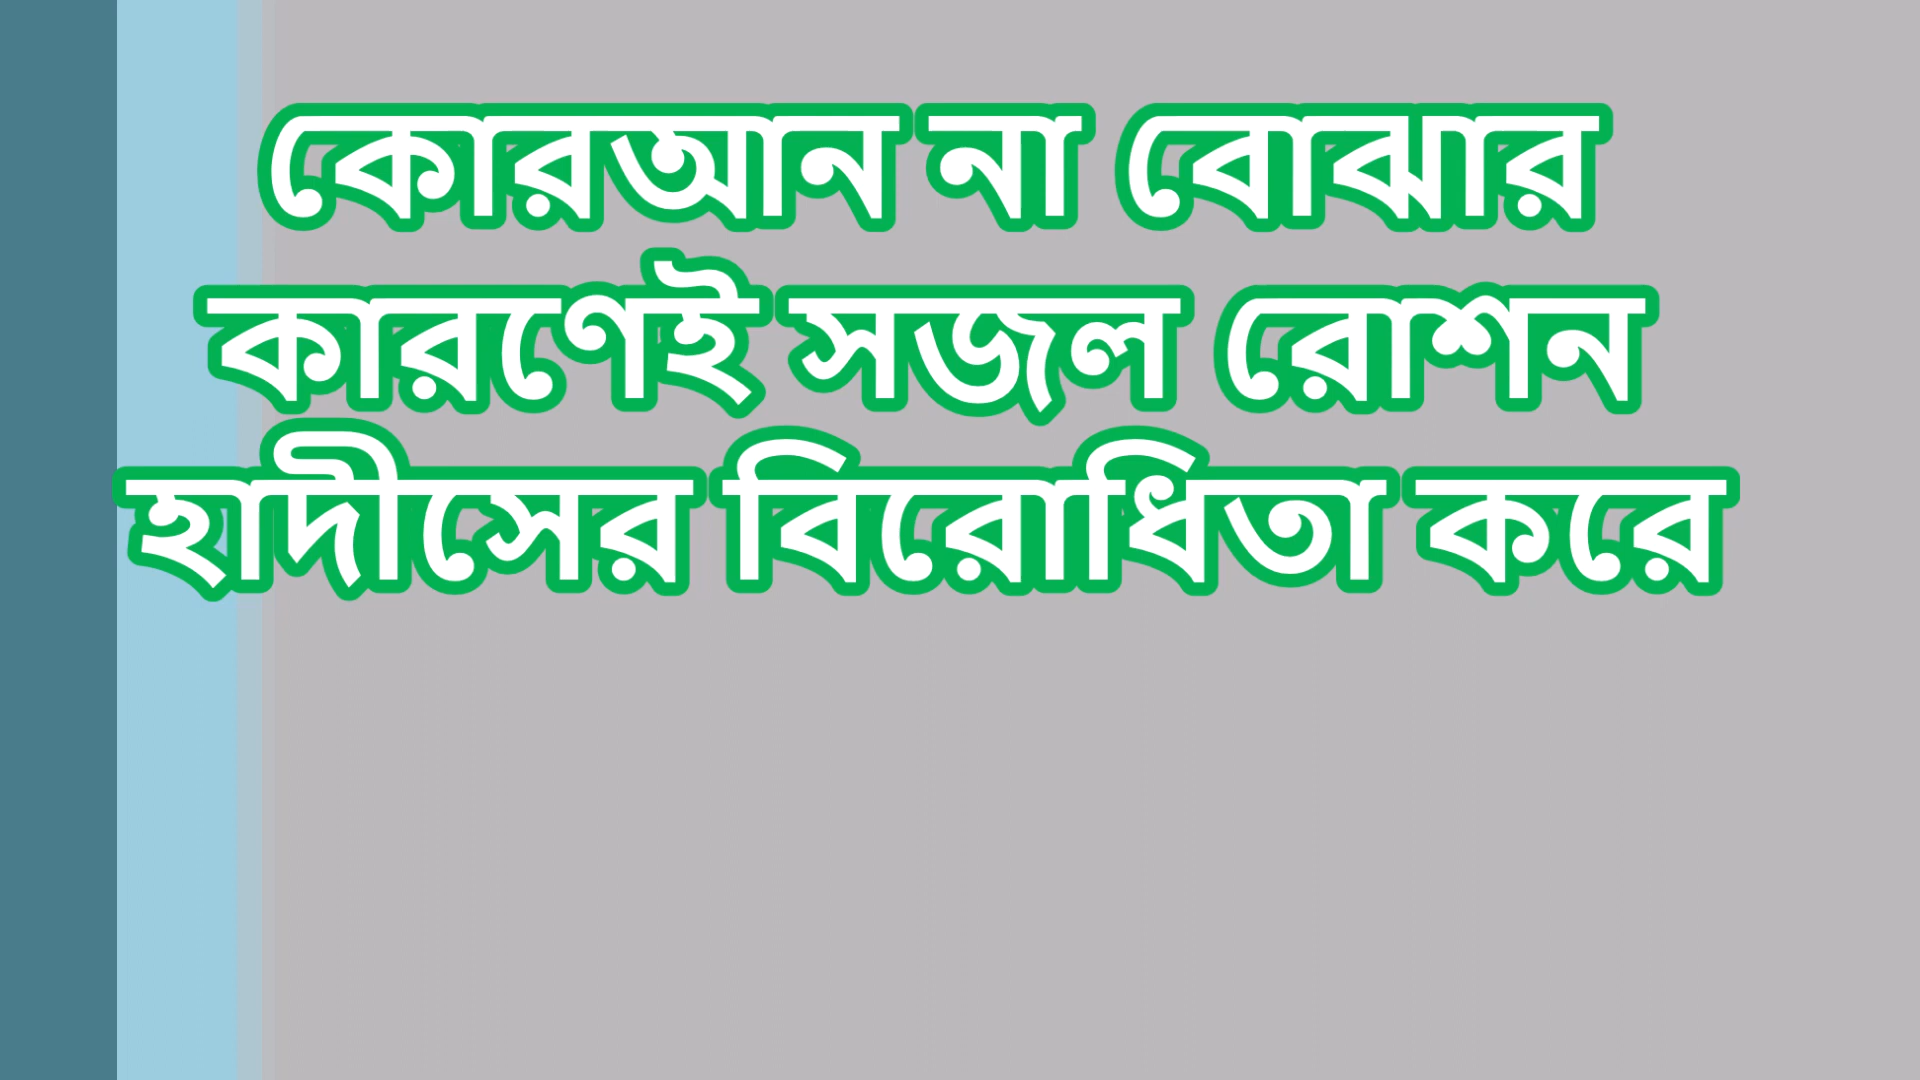 কোরআন না বোঝার
কারণেই সজল রোশন
হাদীসের বিরোধিতা করে